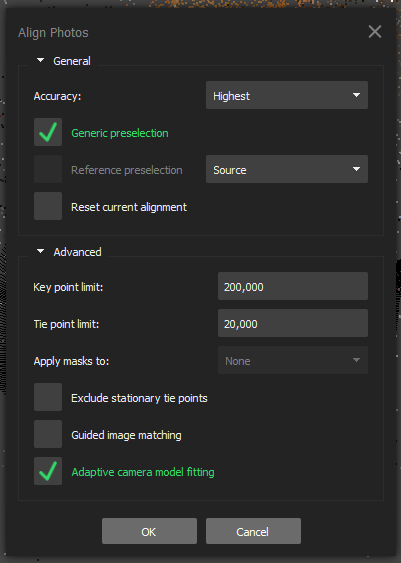 Align Photos
General
Accuracy: Highest
Generic preselection
Reference preselection Source
Reset current alignment
Advanced
Key point limit: 200,000
Tie point limit: 20,000
Apply masks to: None
Exclude stationary tie points
Guided image matching
Adaptive camera model fitting
OK Cancel